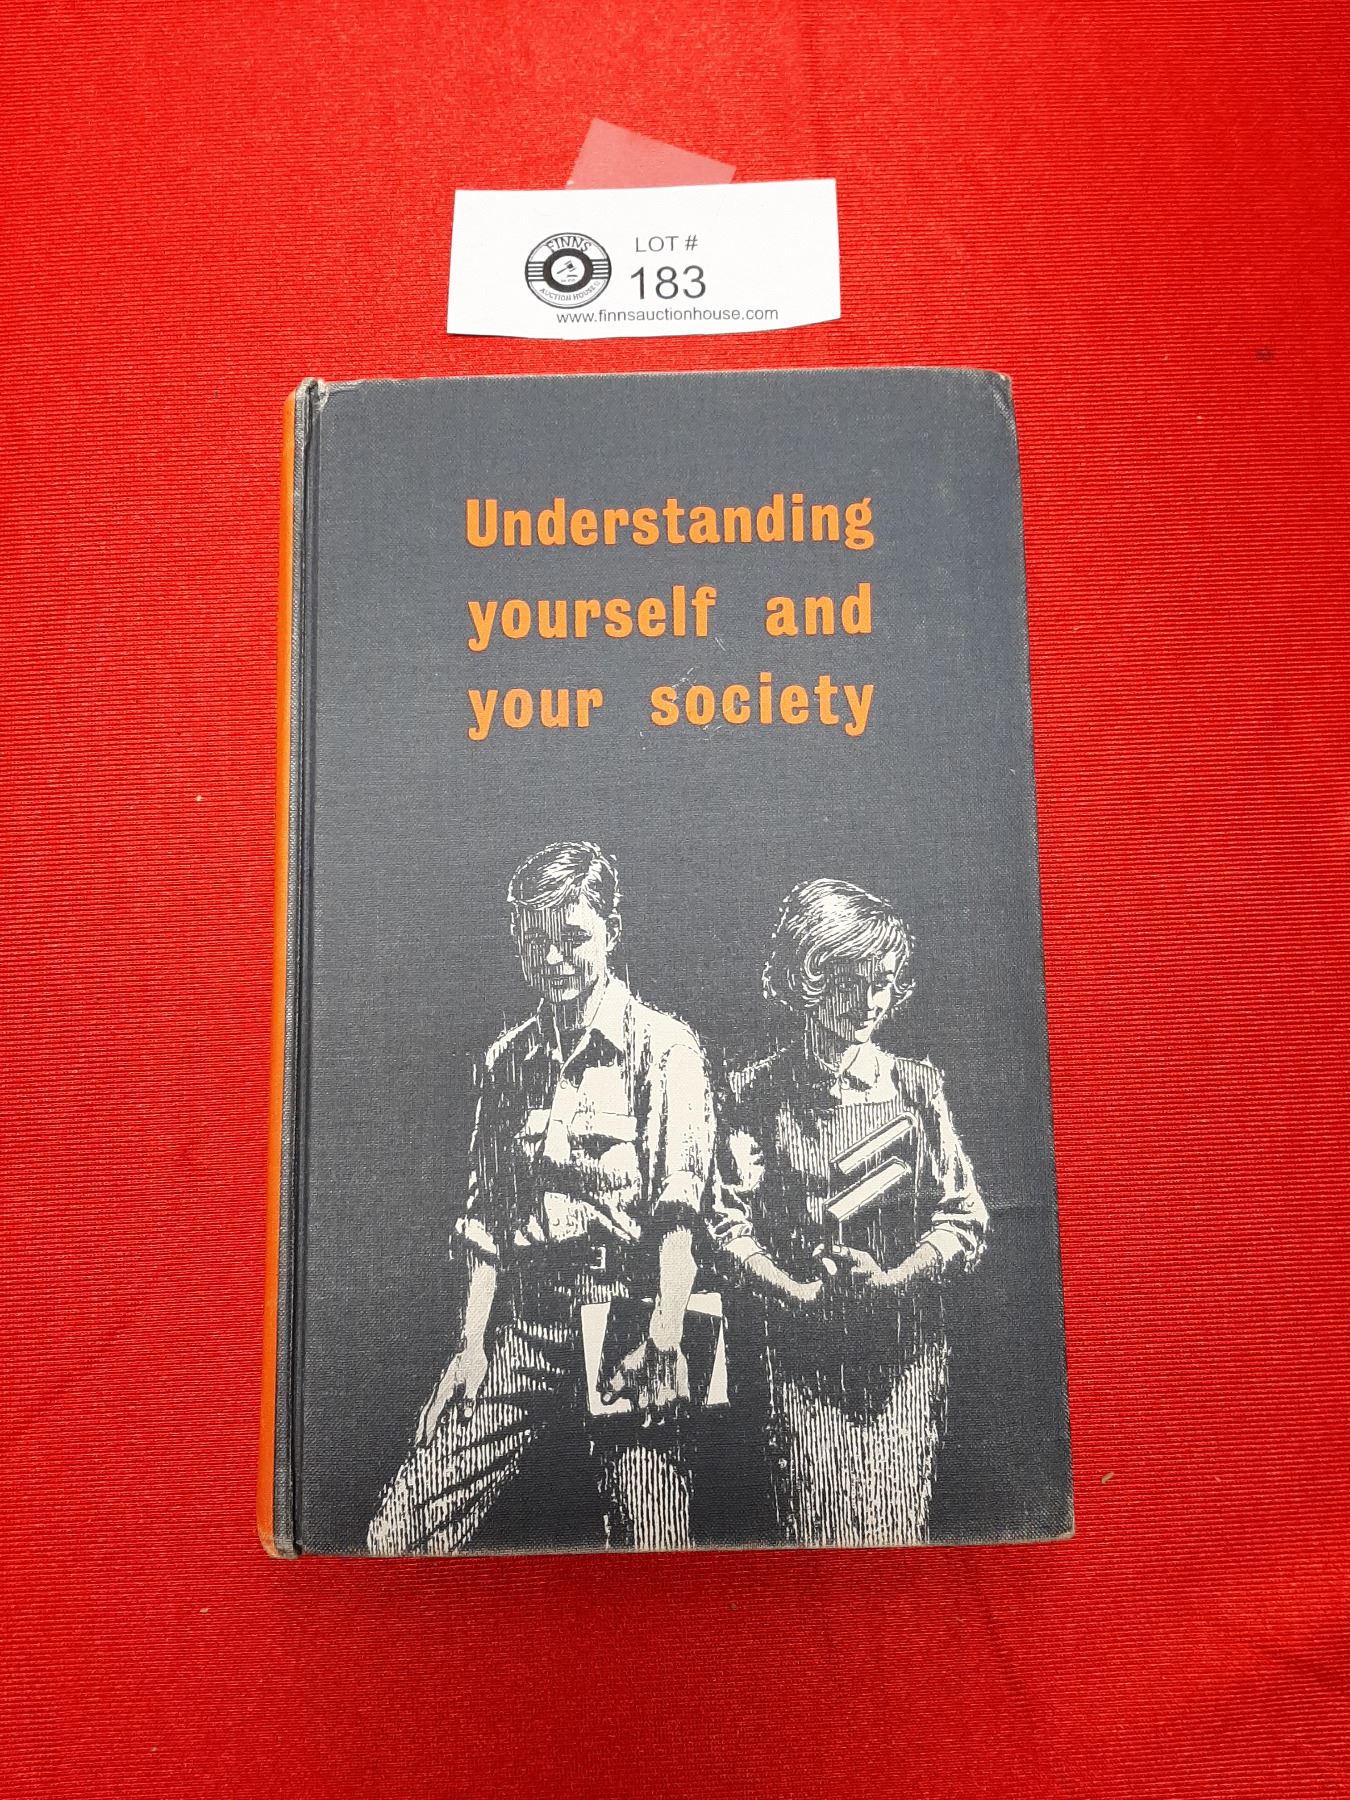 FINNS
AUCTION HOUSE
LOT #
183
www.finnsauctionhouse.com
Understanding
yourself and
your society